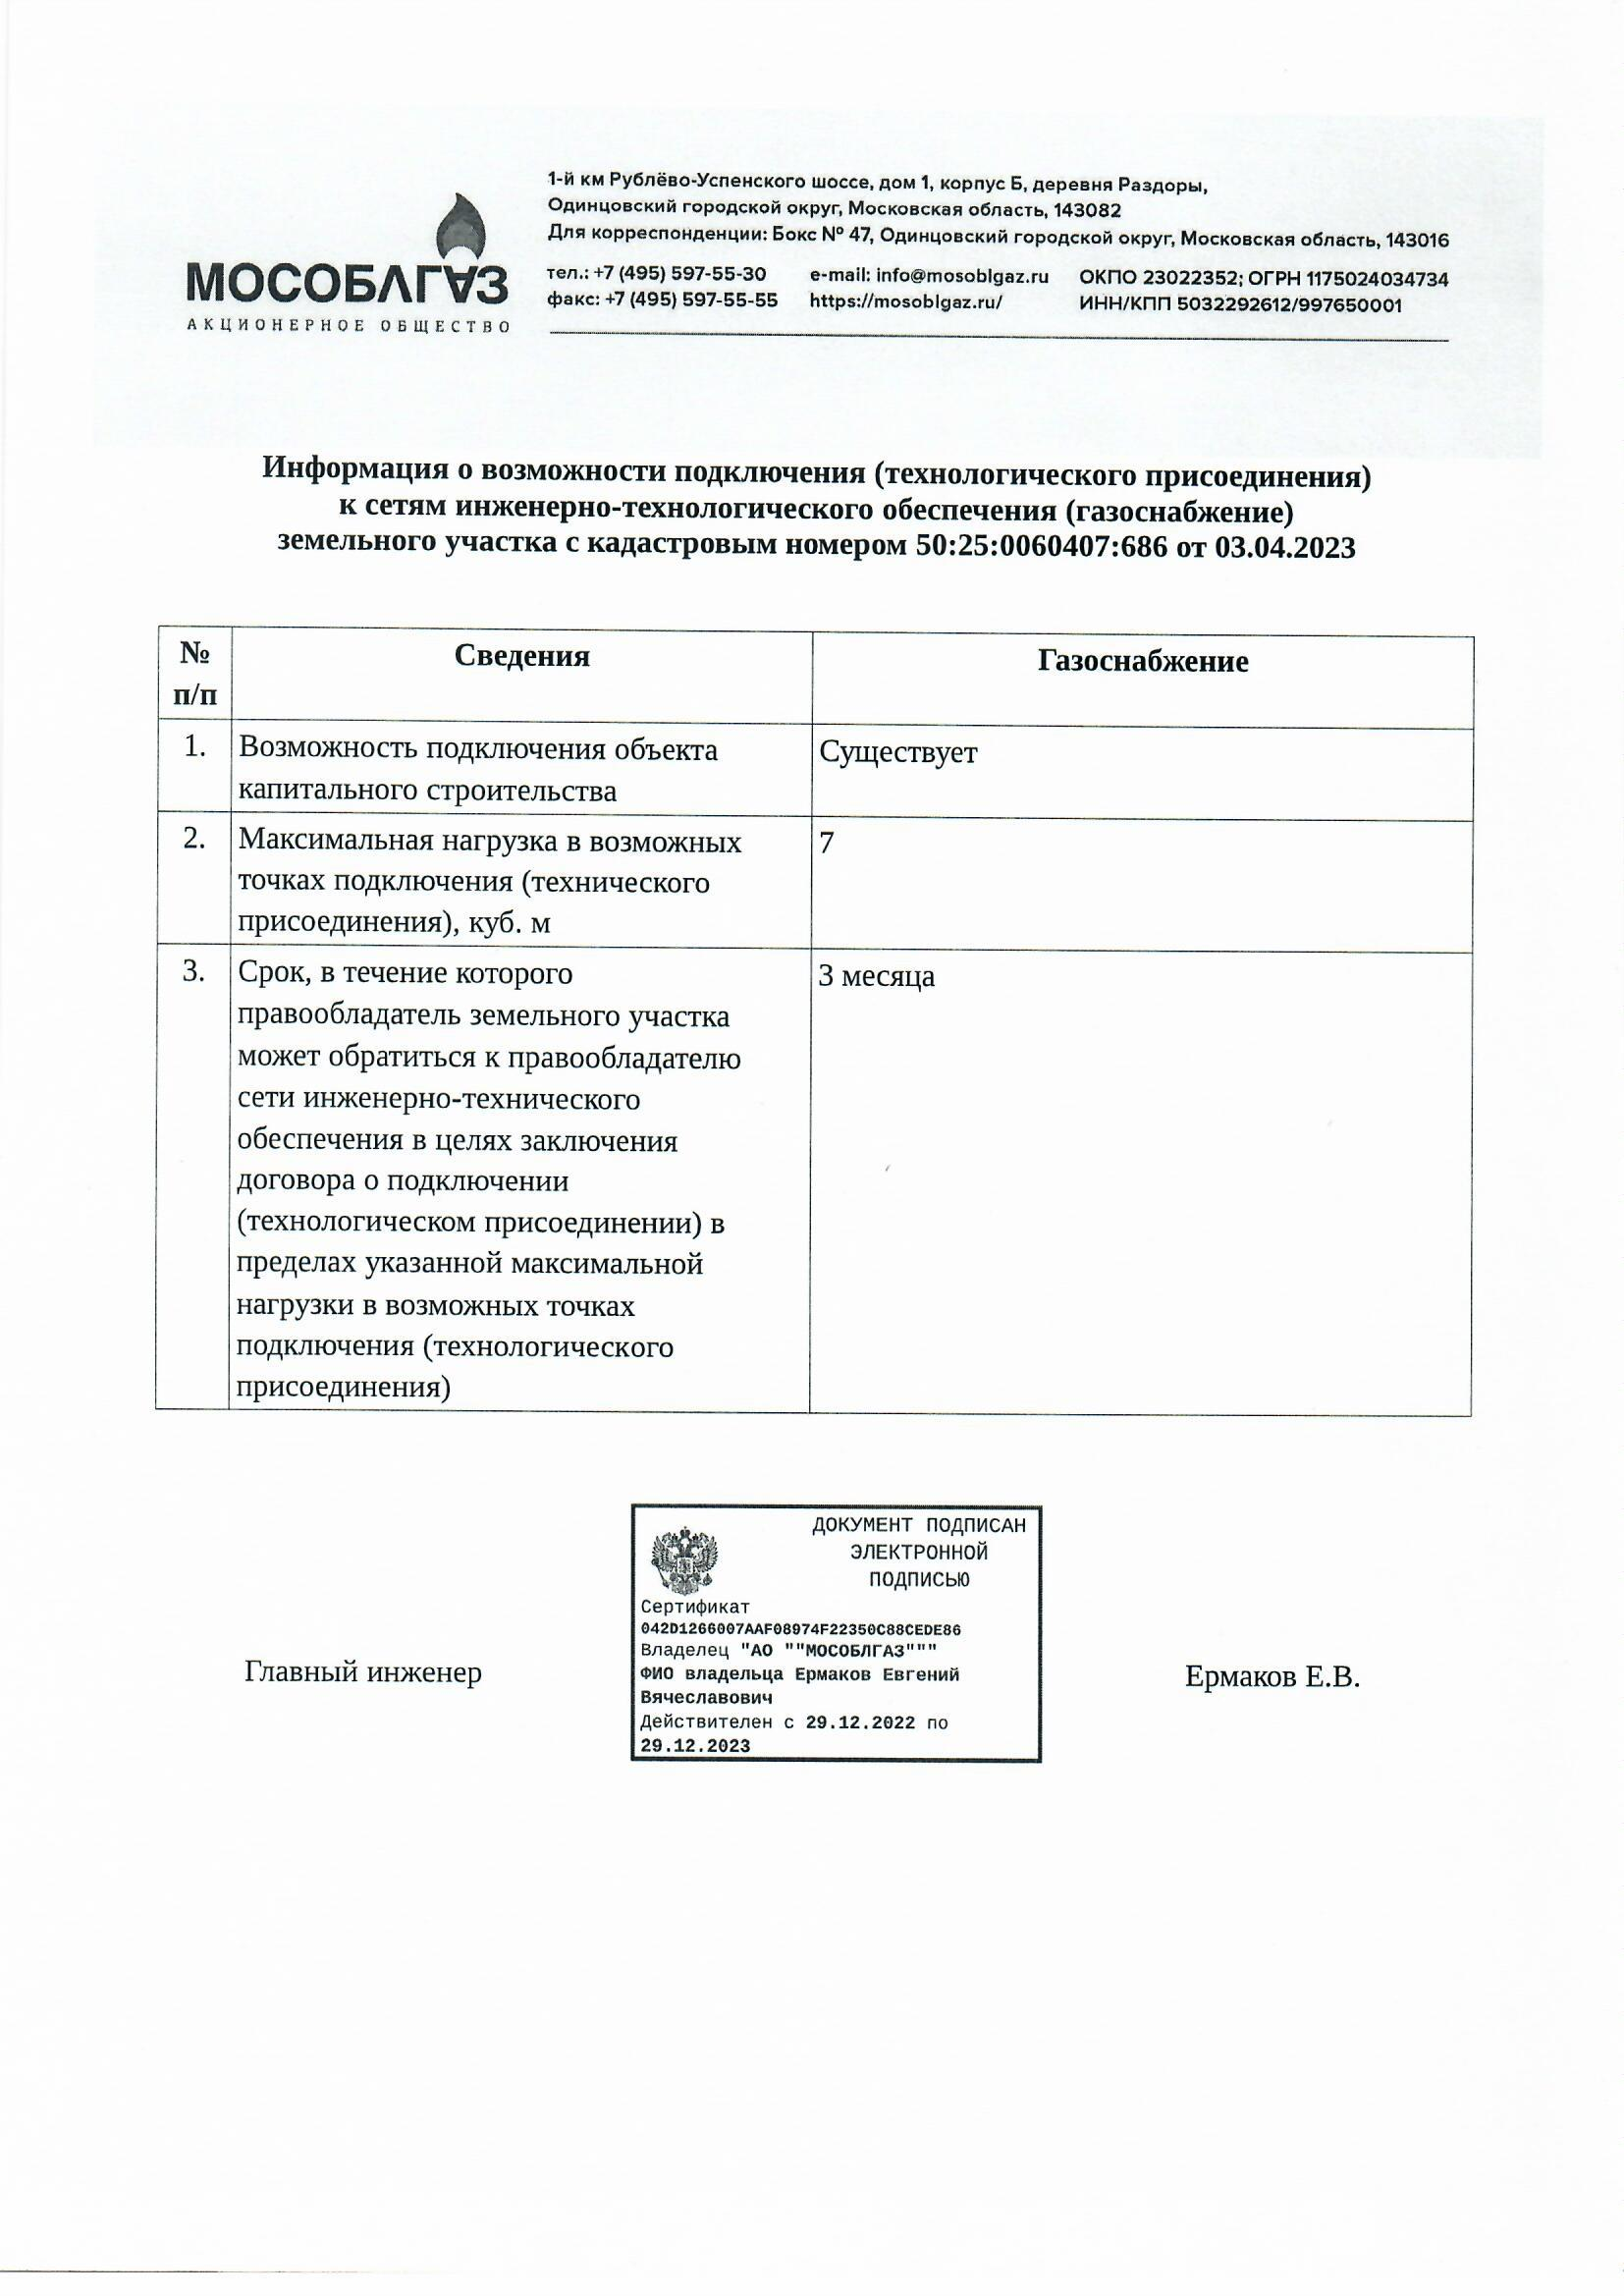 МОСОБЛГАЗ
АКЦИОНЕРНОЕ ОБЩЕСТВО
1-й км Рублёво-Успенского шоссе, дом 1, корпус Б, деревня Раздоры,
Одинцовский городской округ, Московская область, 143082
Для корреспонденции: Бокс № 47, Одинцовский городской округ, Московская область, 143016
тел.: +7 (495) 597-55-30 e-mail: info@mosoblgaz.ru ОКПО 23022352; ОГРН 1175024034734
факс: +7 (495) 597-55-55 https://mosoblgaz.ru/ ИНН/КПП 5032292612/997650001
Информация о возможности подключения (технологического присоединения)
к сетям инженерно-технологического обеспечения (газоснабжение)
земельного участка с кадастровым номером 50:25:0060407:686 от 03.04.2023
№ Сведения Газоснабжение
п/п
1. Возможность подключения объекта Существует
капитального строительства
2. Максимальная нагрузка в возможных 7
точках подключения (технического
присоединения), куб. м
3. Срок, в течение которого 3 месяца
правообладатель земельного участка
может обратиться к правообладателю
сети инженерно-технического
обеспечения в целях заключения
договора о подключении
(технологическом присоединении) в
пределах указанной максимальной
нагрузки в возможных точках
подключения (технологического
присоединения)
Главный инженер
ДОКУМЕНТ ПОДПИСАН
ЭЛЕКТРОННОЙ
ПОДПИСЬЮ
Сертификат
042D1266007AAF08974F22350C88CEDE86
Владелец "АО ""МОСОБЛГАЗ"""
ФИО владельца Ермаков Евгений
Вячеславович
Действителен с 29.12.2022 по
29.12.2023
Ермаков Е.В.